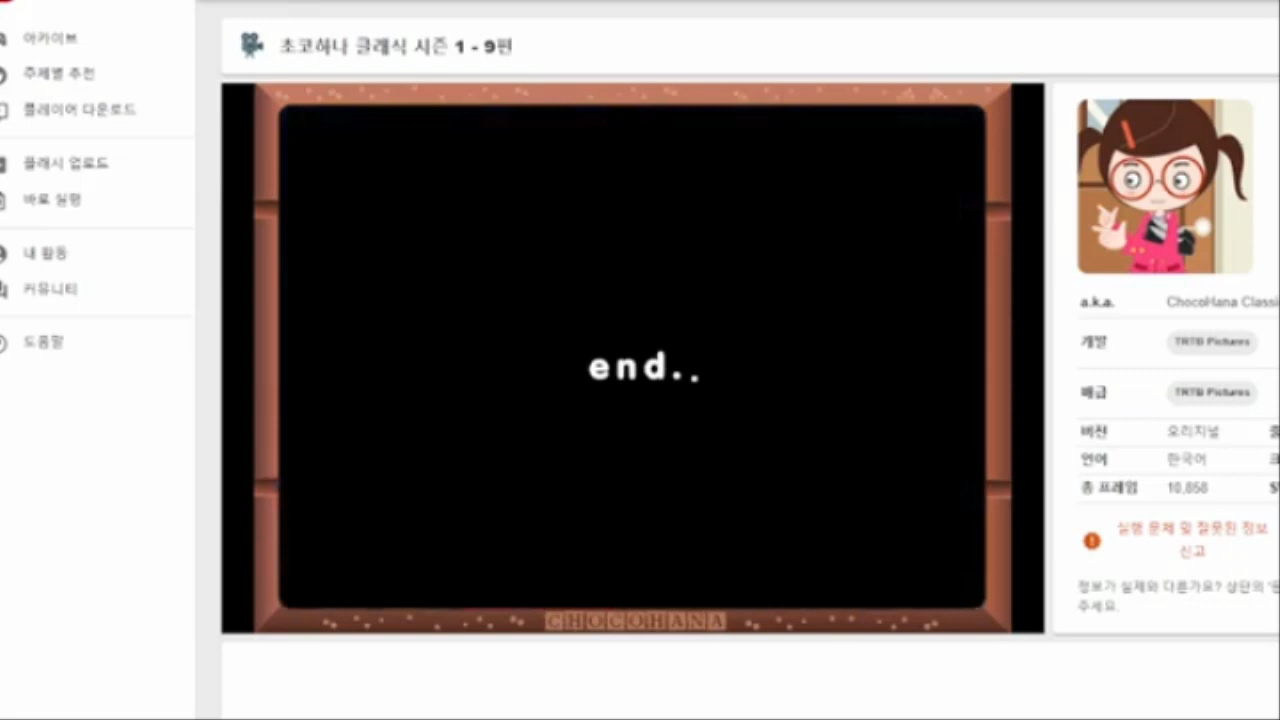 아카이브
주제별 추천
플레이어 다운로드
플래시 업로드
바로 실행
내 활동
커뮤니티
도움말
초코하나 클래식 시즌 1 - 9편
end..
CHOCOHANA
a.k.a. ChocoHana Classi
개발 TRTB Pictures
배급 TRTB Pictures
버전 오리지널
언어 한국어
총 프레임 10,858
실행 문제 및 잘못된 정보
신고
정보가 실제와 다른가요? 상단의
주세요.